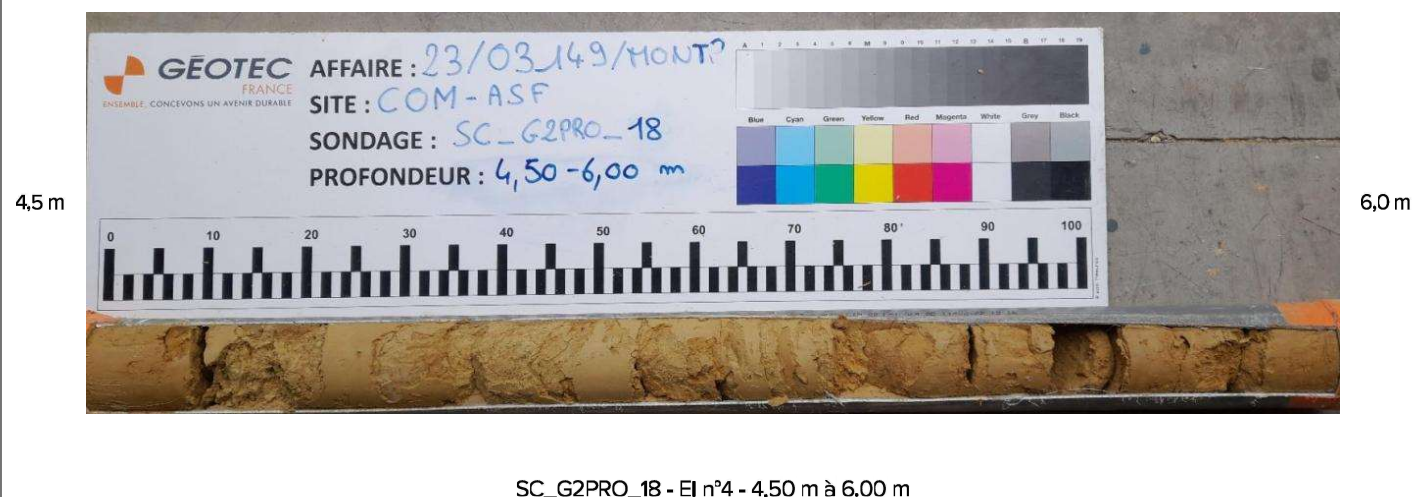 GÉOTEC
FRANCE
ENSEMBLE, CONCEVONS UN AVENIR DURABLE
AFFAIRE : 23/03149/MONTP
SITE : COM-ASF
SONDAGE : SC_G2PRO_18
PROFONDEUR : 4,50-6,00 m
A 1 2 3 4 5 6 M 8 9 10 11 12 13 14 15 B 17 18 19
Blue Cyan Green Yellow Red Magenta White Grey Black
4,5 m
6,0 m
0 10 20 30 40 50 60 70 80 90 100
SC_G2PRO_18 - EI n°4 - 4,50 m à 6,00 m